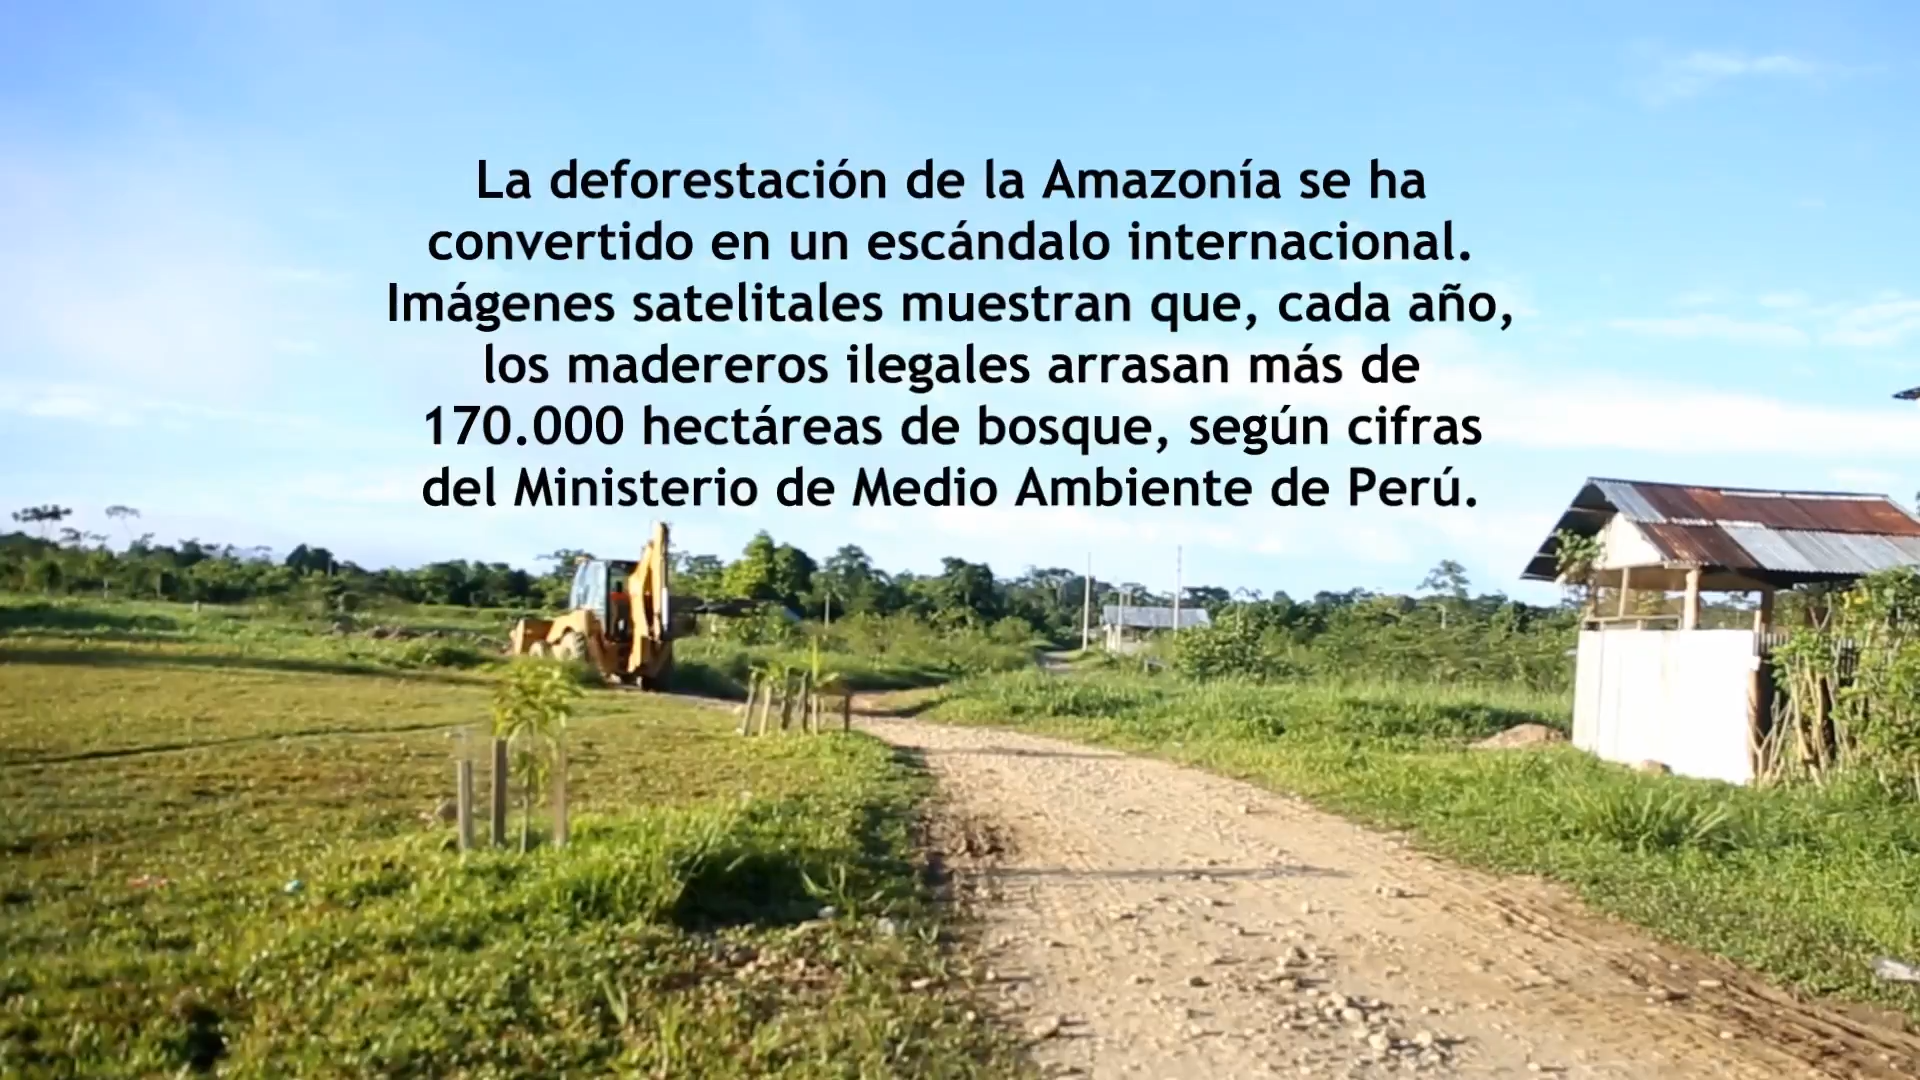 La deforestación de la Amazonía se ha
convertido en un escándalo internacional.
Imágenes satelitales muestran que, cada año,
los madereros ilegales arrasan más de
170.000 hectáreas de bosque, según cifras
del Ministerio de Medio Ambiente de Perú.